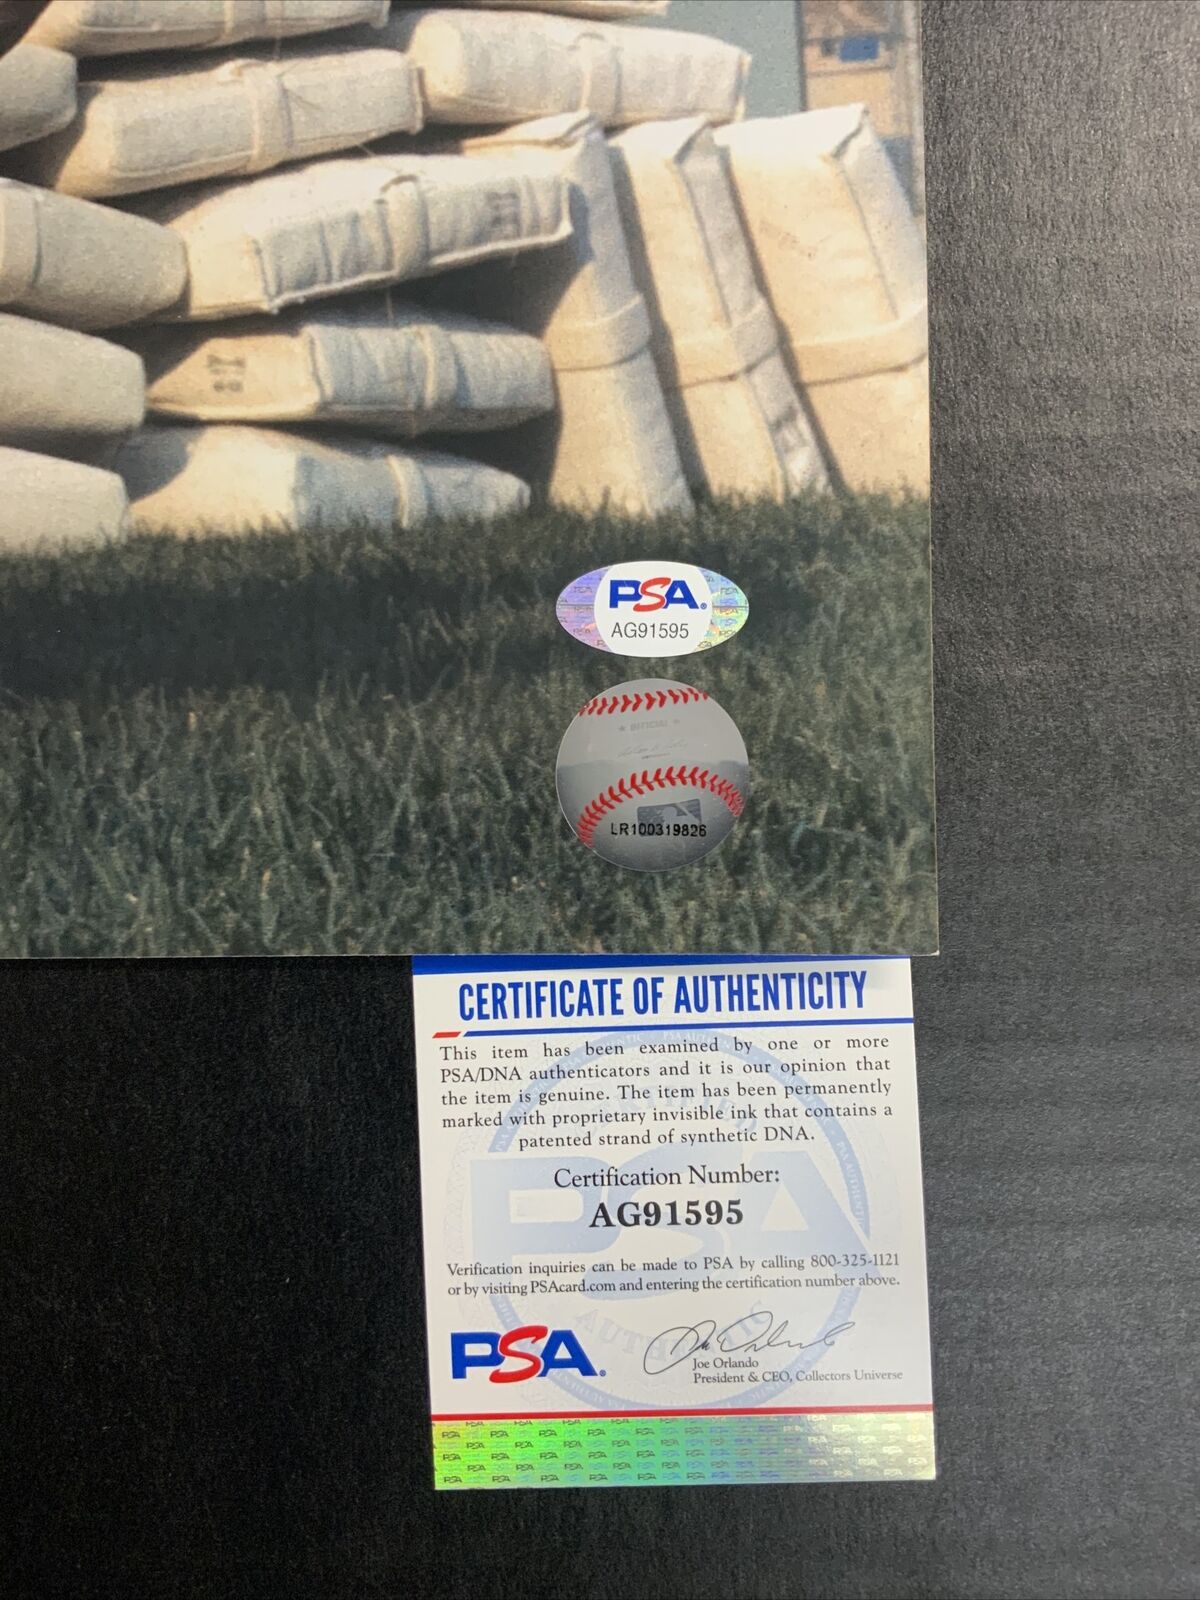 PSA®
AG91595
★ OFFICIAL ★
LR100319826
CERTIFICATE OF AUTHENTICITY
This item has been examined by one or more
PSA/DNA authenticators and it is our opinion that
the item is genuine. The item has been permanently
marked with proprietary invisible ink that contains a
patented strand of synthetic DNA.
Certification Number:
AG91595
Verification inquiries can be made to PSA by calling 800-325-1121
or by visiting PSAcard.com and entering the certification number above.
PSA®
Joe Orlando
President & CEO, Collectors Universe